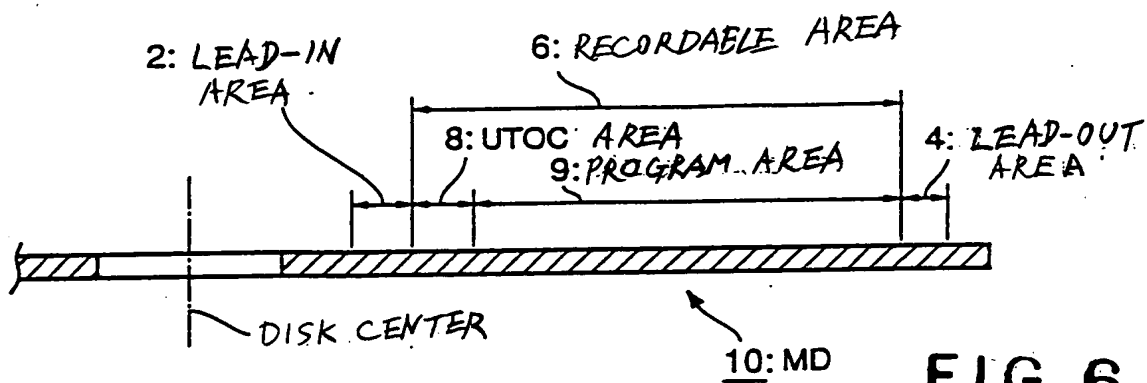 2: LEAD-IN
AREA
6: RECORDABLE AREA
8: UTOC AREA
9: PROGRAM AREA
4: LEAD-OUT
AREA
DISK CENTER
10: MD
FIG. 6